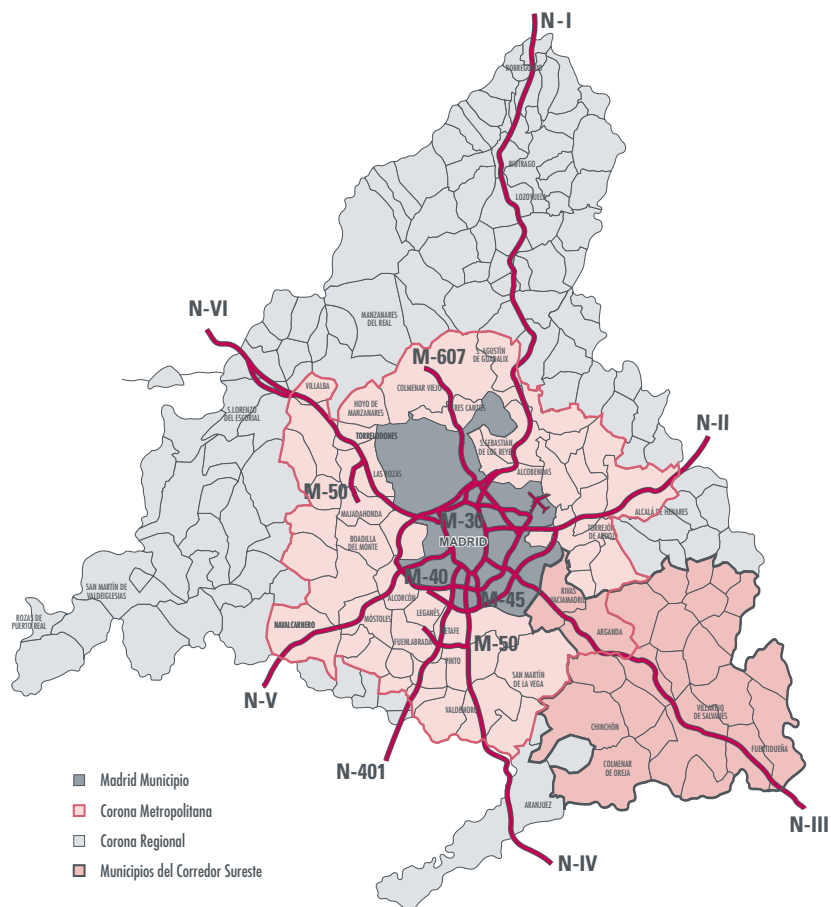 N-I
ROBREGORDO
BUITRAGO
LOZOYUELA
N-VI
MANZANARES
DEL REAL
M-607
S. AGUSTÍN
DE GUADALIX
VILLALBA
COLMENAR VIEJO
S.LORENZO
DEL ESCORIAL
HOYO DE
MANZANARES
TRES CANTOS
N-II
TORRELODONES
S.SEBASTIÁN
DE LOS REYES
LAS ROZAS
ALCOBENDAS
M-50
MAJADAHONDA
M-30
ALCALÁ DE HENARES
BOADILLA
DEL MONTE
MADRID
TORREJÓN
DE ARDOZ
SAN MARTÍN DE
VALDEIGLESIAS
M-40
RIVAS
VACIAMADRID
ALCORCÓN
M-45
ROZAS DE
PUERTO REAL
NAVALCARNERO
MÓSTOLES
LEGANÉS
GETAFE
ARGANDA
FUENLABRADA
M-50
PINTO
SAN MARTÍN
DE LA VEGA
N-V
VALDEMORO
CHINCHÓN
VILLAREJO
DE SALVANÉS
FUENTIDUEÑA
COLMENAR
DE OREJA
N-401
ARANJUEZ
N-III
N-IV
Madrid Municipio
Corona Metropolitana
Corona Regional
Municipios del Corredor Sureste